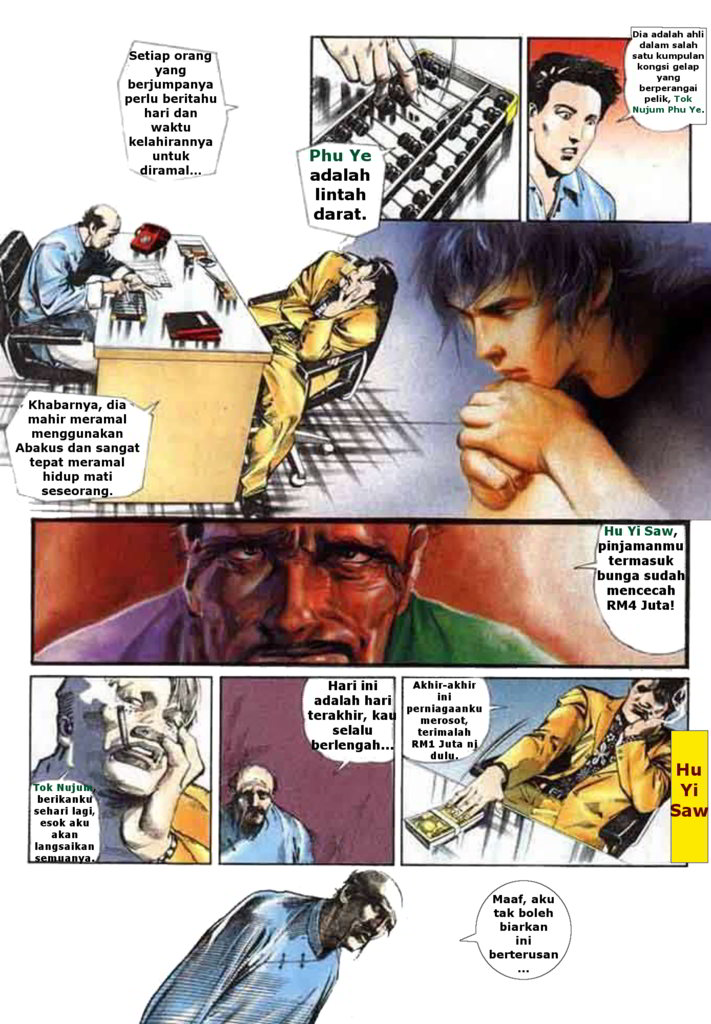 Dia adalah ahli
dalam salah
satu kumpulan
kongsi gelap
yang
berperangai
pelik, Tok
Nujum Phu Ye.
Setiap orang
yang
berjumpanya
perlu beritahu
hari dan
waktu
kelahirannya
untuk
diramal...
Phu Ye
adalah
lintah
darat.
Khabarnya, dia
mahir meramal
menggunakan
Abakus dan sangat
tepat meramal
hidup mati
seseorang.
Hu Yi Saw,
pinjamanmu
termasuk
bunga sudah
mencecah
RM4 Juta!
Tok Nujum,
berikanku
sehari lagi,
esok aku
akan
langsaikan
semuanya.
Hari ini
adalah hari
terakhir, kau
selalu
berlengah...
Akhir-akhir
ini
perniagaanku
merosot,
terimalah
RM1 Juta ni
dulu.
Hu
Yi
Saw
Maaf, aku
tak boleh
biarkan
ini
berterusan
...